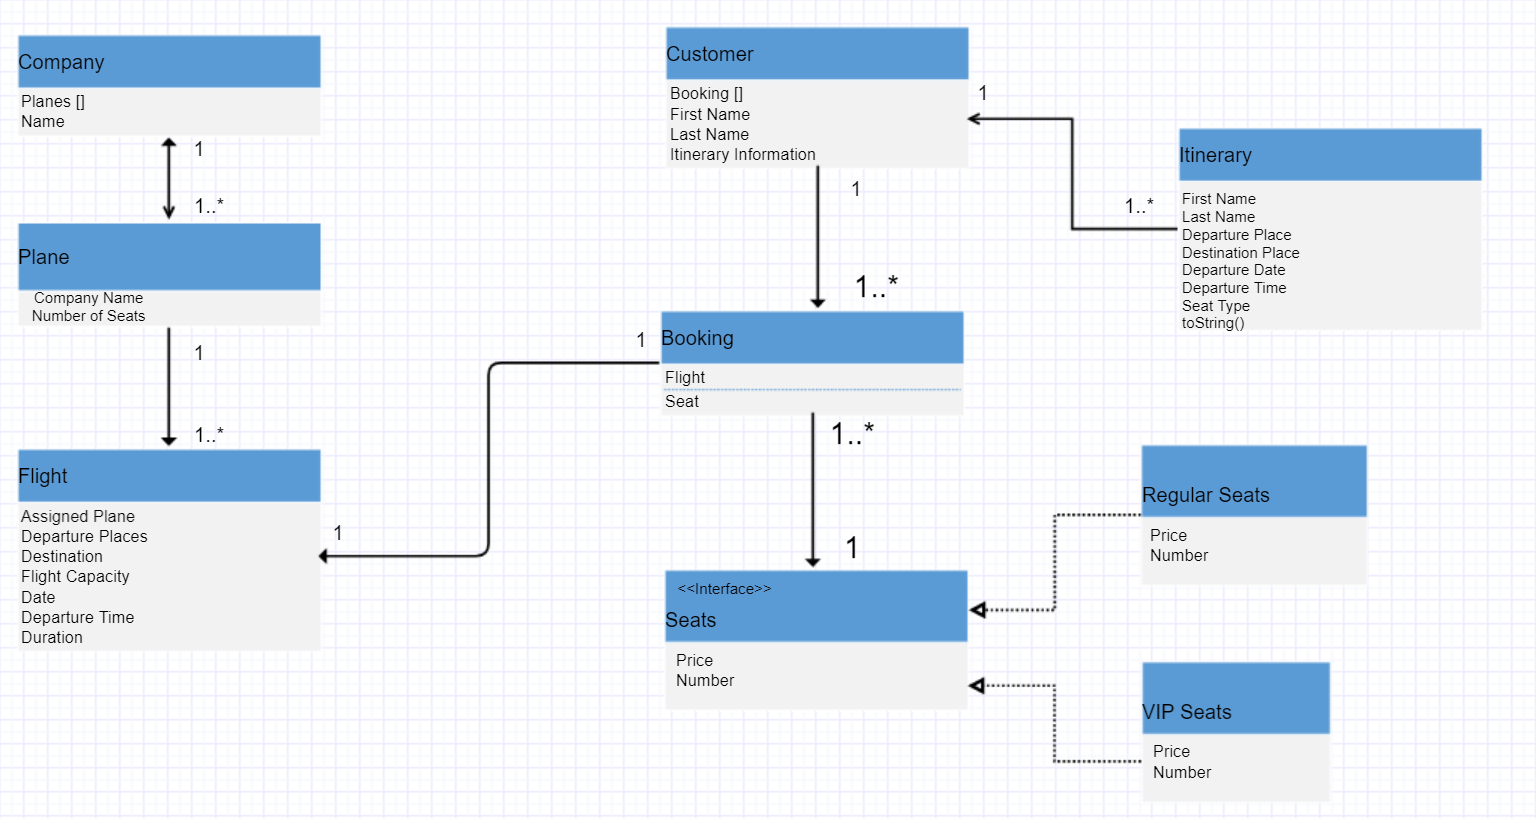 Company
Planes []
Name
1
1..*
Plane
Company Name
Number of Seats
1
1..*
Flight
Assigned Plane
Departure Places
Destination
Flight Capacity
Date
Departure Time
Duration
1
Customer
Booking []
First Name
Last Name
Itinerary Information
1
1
1..*
1
Booking
Flight
Seat
1..*
1
<<Interface>>
Seats
Price
Number
1..*
Itinerary
First Name
Last Name
Departure Place
Destination Place
Departure Date
Departure Time
Seat Type
toString()
Regular Seats
Price
Number
VIP Seats
Price
Number